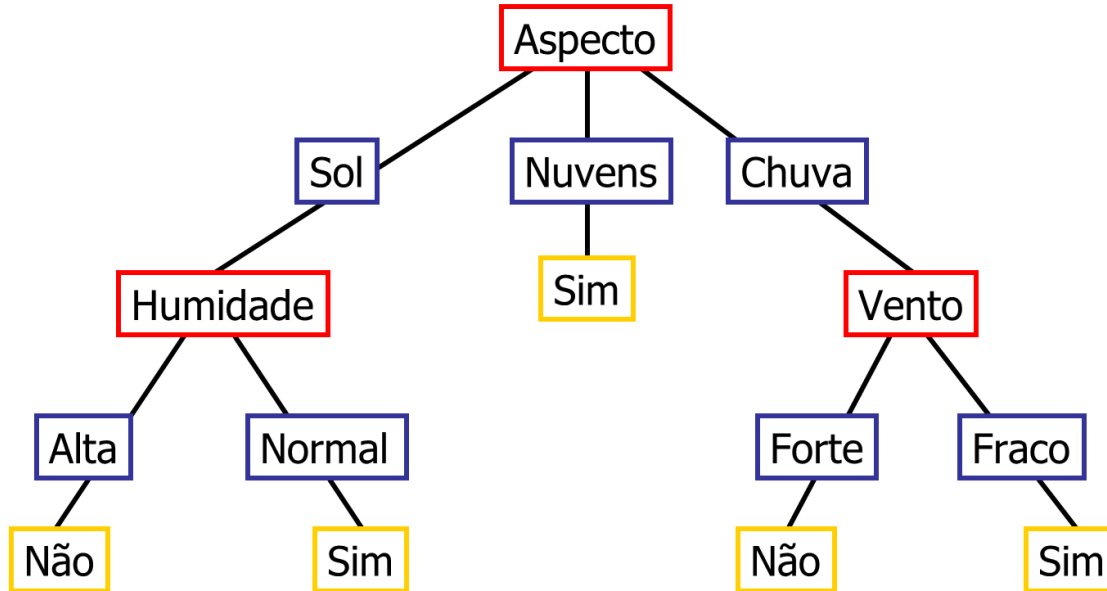 Aspecto
Sol
Nuvens
Chuva
Humidade
Sim
Vento
Alta
Normal
Forte
Fraco
Não
Sim
Não
Sim